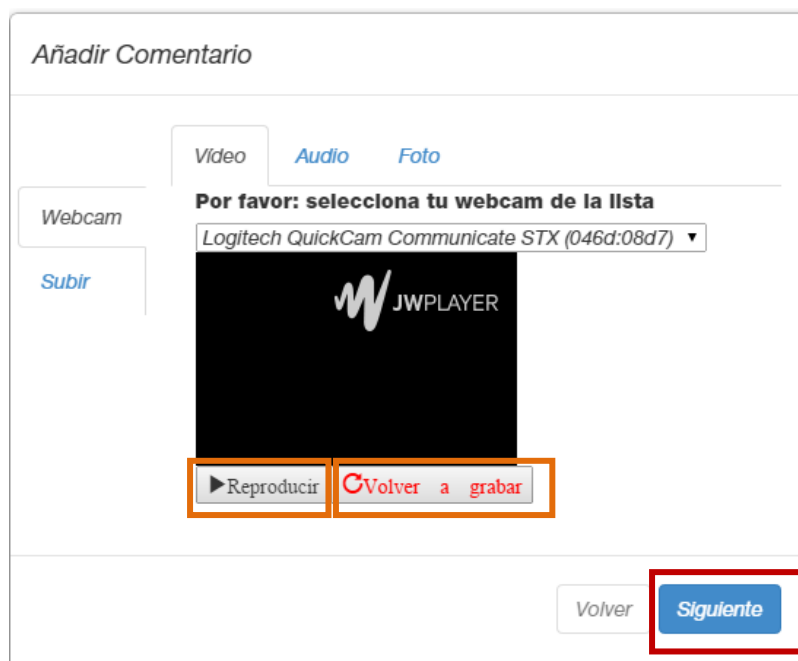 Añadir Comentario
Vídeo Audio Foto
Webcam
Por favor: selecciona tu webcam de la lista
Logitech QuickCam Communicate STX (046d:08d7)
Subir
JWPLAYER
Reproducir Volver a grabar
Volver Siguiente